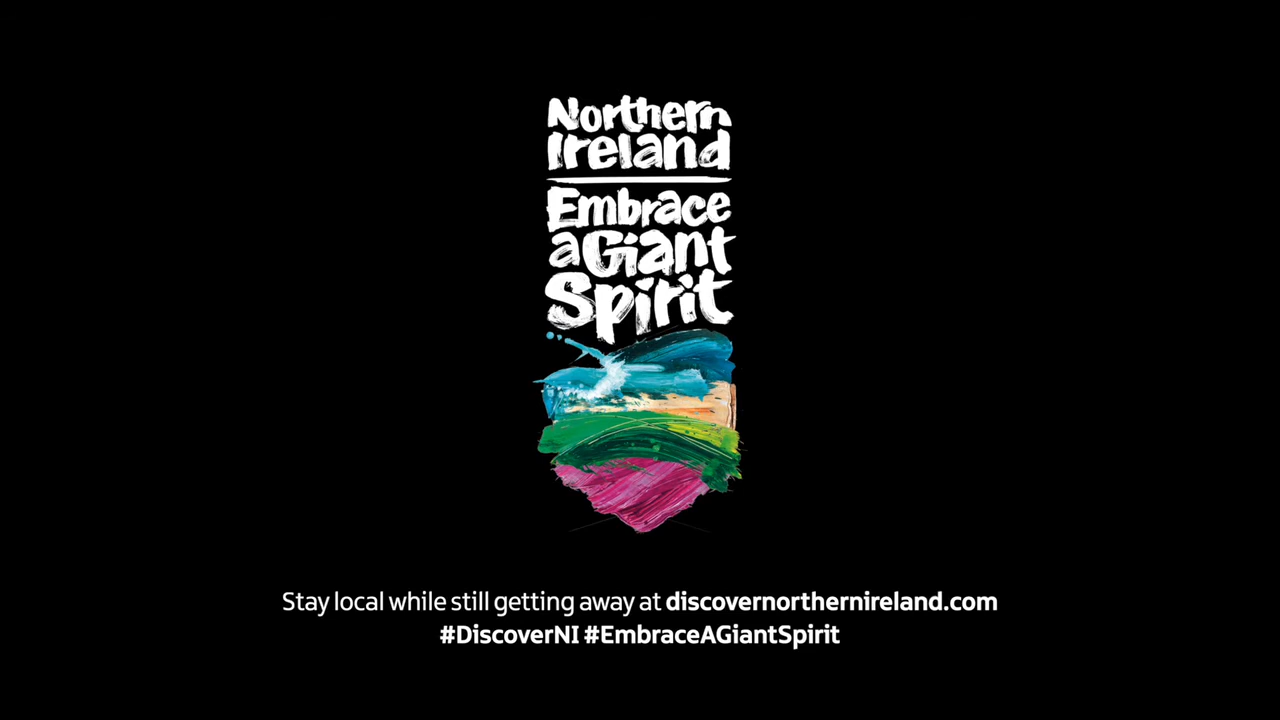 Northern
Ireland
Embrace
a Giant
Spirit
Stay local while still getting away at discovernorthernireland.com
#DiscoverNI #EmbraceAGiantSpirit